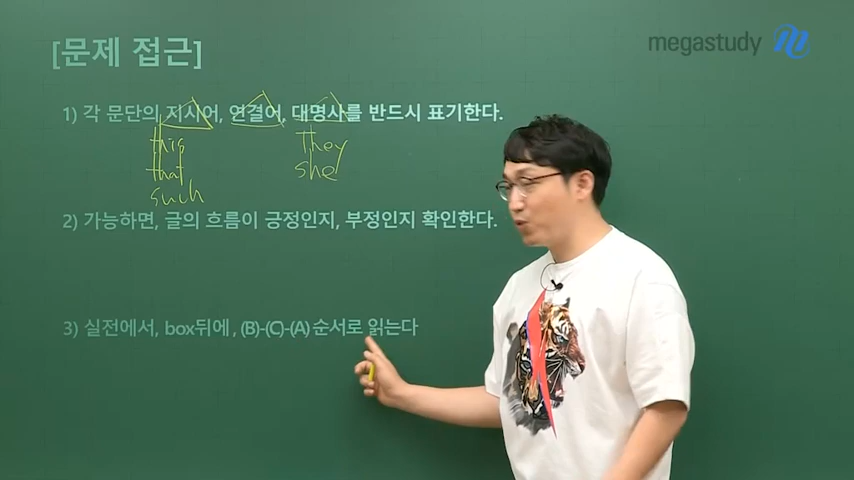 [문제 접근]
megastudy
1) 각 문단의 지시어, 연결어, 대명사를 반드시 표기한다.
this They
that she
such
2) 가능하면, 글의 흐름이 긍정인지, 부정인지 확인한다.
3) 실전에서, box뒤에 , (B)-(C)-(A) 순서로 읽는다